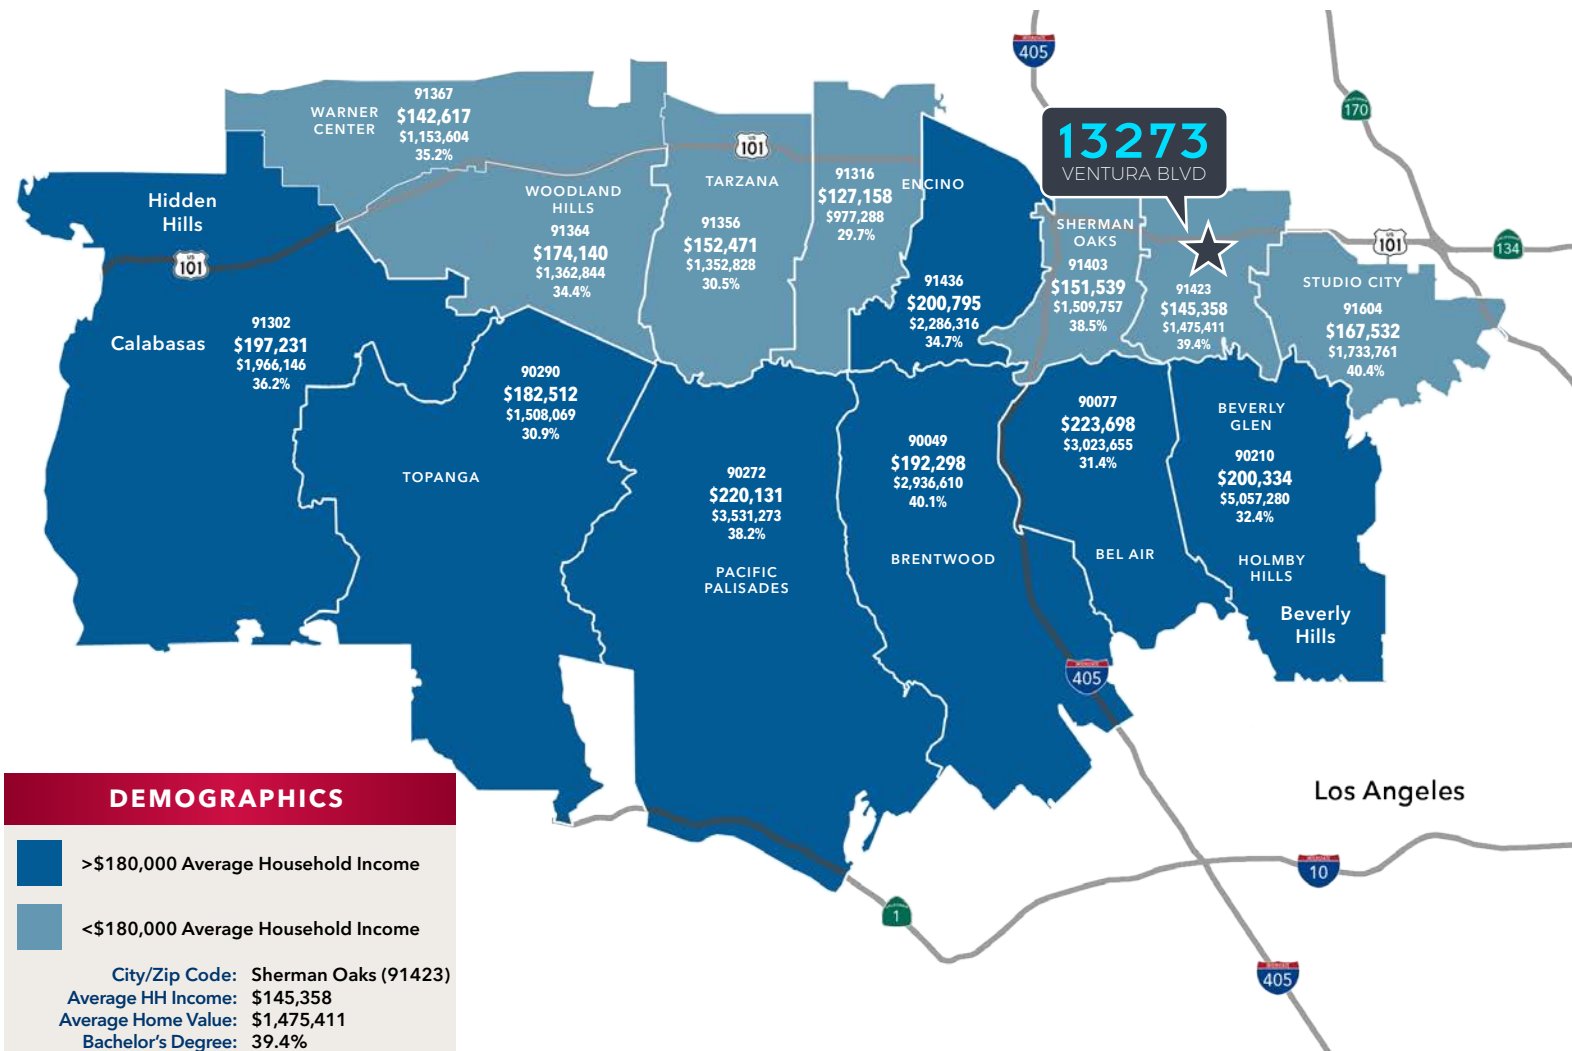 405
170
13273
VENTURA BLVD
91367
$142,617
$1,153,604
35.2%
WARNER
CENTER
US
101
Hidden
Hills
US
101
WOODLAND
HILLS
91364
$174,140
$1,362,844
34.4%
TARZANA
91356
$152,471
$1,352,828
30.5%
91316
$127,158
$977,288
29.7%
ENCINO
91436
$200,795
$2,286,316
34.7%
SHERMAN
OAKS
91403
$151,539
$1,509,757
38.5%
91423
$145,358
$1,475,411
39.4%
US
101
134
STUDIO CITY
91604
$167,532
$1,733,761
40.4%
Calabasas
91302
$197,231
$1,966,146
36.2%
90290
$182,512
$1,508,069
30.9%
TOPANGA
90272
$220,131
$3,531,273
38.2%
PACIFIC
PALISADES
90049
$192,298
$2,936,610
40.1%
BRENTWOOD
90077
$223,698
$3,023,655
31.4%
BEL AIR
BEVERLY
GLEN
90210
$200,334
$5,057,280
32.4%
HOLMBY
HILLS
Beverly
Hills
405
Los Angeles
10
1
405
DEMOGRAPHICS
>$180,000 Average Household Income
<$180,000 Average Household Income
City/Zip Code: Sherman Oaks (91423)
Average HH Income: $145,358
Average Home Value: $1,475,411
Bachelor's Degree: 39.4%